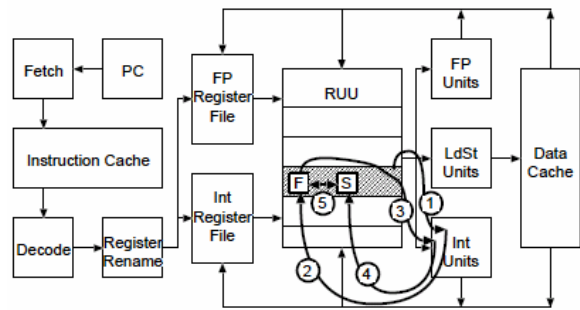 Fetch
PC
FP
Register
File
RUU
FP
Units
Instruction Cache
LdSt
Units
Data
Cache
F
S
5
3
1
Decode
Register
Rename
Int
Register
File
2
4
Int
Units